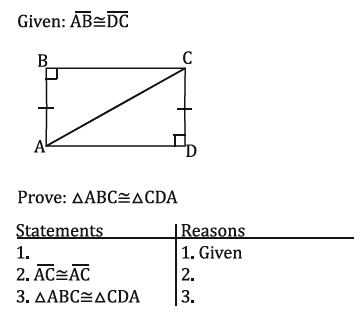 Given: AB≅DC
B
C
A
D
Prove: △ABC≅△CDA
Statements Reasons
1. 1. Given
2. AC≅AC 2.
3. △ABC≅△CDA 3.